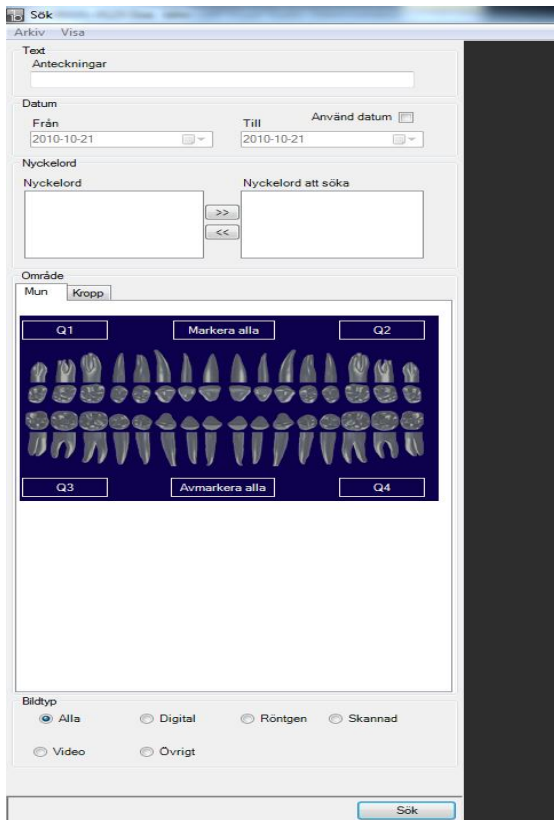 Sök
Arkiv Visa
Text
Anteckningar
Datum
Från Till Använd datum
2010-10-21 2010-10-21
Nyckelord
Nyckelord Nyckelord att söka
>>
<<
Område
Mun Kropp
Q1 Markera alla Q2
Q3 Avmarkera alla Q4
Bildtyp
Alla Digital Röntgen Skannad
Video Övrigt
Sök